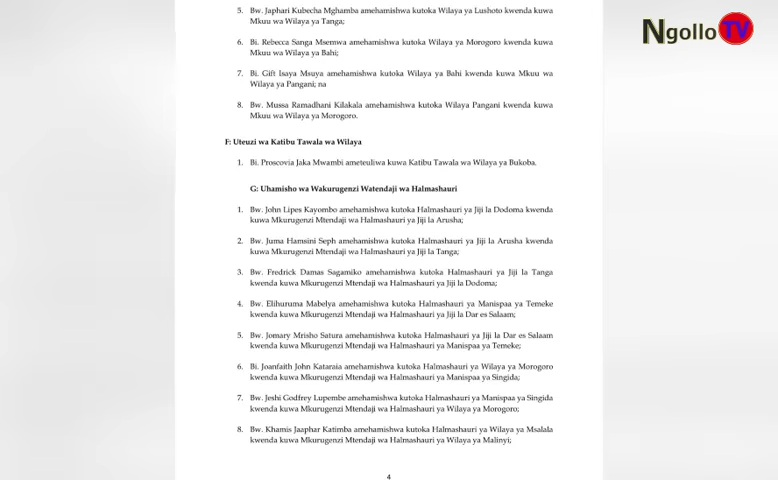 Ngollo TV
5. Bw. Japhari Kubecha Mghamba amehamishwa kutoka Wilaya ya Lushoto kwenda kuwa
Mkuu wa Wilaya ya Tanga;
6. Bi. Rebecca Sanga Msemwa amehamishwa kutoka Wilaya ya Morogoro kwenda kuwa
Mkuu wa Wilaya ya Bahi;
7. Bi. Gift Isaya Msuya amehamishwa kutoka Wilaya ya Bahi kwenda kuwa Mkuu wa
Wilaya ya Pangani; na
8. Bw. Mussa Ramadhani Kilakala amehamishwa kutoka Wilaya Pangani kwenda kuwa
Mkuu wa Wilaya ya Morogoro.
F: Uteuzi wa Katibu Tawala wa Wilaya
1. Bi. Proscovia Jaka Mwambi ameteuliwa kuwa Katibu Tawala wa Wilaya ya Bukoba.
G: Uhamisho wa Wakurugenzi Watendaji wa Halmashauri
1. Bw. John Lipes Kayombo amehamishwa kutoka Halmashauri ya Jiji la Dodoma kwenda
kuwa Mkurugenzi Mtendaji wa Halmashauri ya Jiji la Arusha;
2. Bw. Juma Hamsini Seph amehamishwa kutoka Halmashauri ya Jiji la Arusha kwenda
kuwa Mkurugenzi Mtendaji wa Halmashauri ya Jiji la Tanga;
3. Bw. Fredrick Damas Sagamiko amehamishwa kutoka Halmashauri ya Jiji la Tanga
kwenda kuwa Mkurugenzi Mtendaji wa Halmashauri ya Jiji la Dodoma;
4. Bw. Elihuruma Mabelya amehamishwa kutoka Halmashauri ya Manispaa ya Temeke
kwenda kuwa Mkurugenzi Mtendaji wa Halmashauri ya Jiji la Dar es Salaam;
5. Bw. Jomary Mrisho Satura amehamishwa kutoka Halmashauri ya Jiji la Dar es Salaam
kwenda kuwa Mkurugenzi Mtendaji wa Halmashauri ya Manispaa ya Temeke;
6. Bi. Joanfaith John Kataraia amehamishwa kutoka Halmashauri ya Wilaya ya Morogoro
kwenda kuwa Mkurugenzi Mtendaji wa Halmashauri ya Manispaa ya Singida;
7. Bw. Jeshi Godfrey Lupembe amehamishwa kutoka Halmashauri ya Manispaa ya Singida
kwenda kuwa Mkurugenzi Mtendaji wa Halmashauri ya Wilaya ya Morogoro;
8. Bw. Khamis Jaaphar Katimba amehamishwa kutoka Halmashauri ya Wilaya ya Msalala
kwenda kuwa Mkurugenzi Mtendaji wa Halmashauri ya Wilaya ya Malinyi;
4